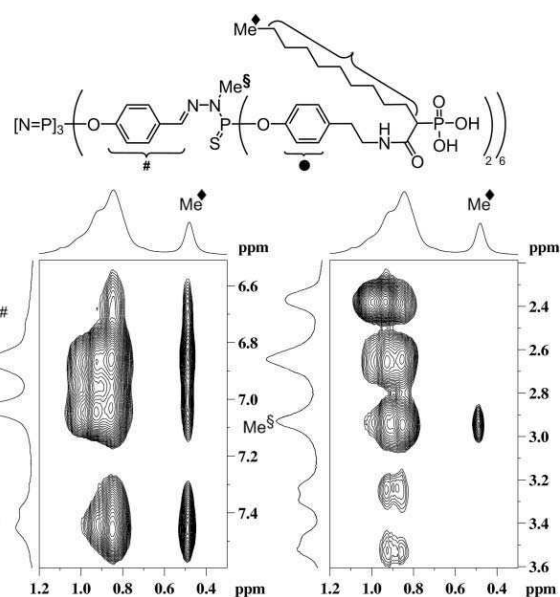 Me♦
Me§
[N=P]3 ( O N N P S ( O NH O P O OH OH ) 2 ) 6
# ●
Me♦ ppm
Me♦ ppm
#
6.6
6.8
7.0
7.2
7.4
1.2 1.0 0.8 0.6 0.4 ppm
Me§
2.4
2.6
2.8
3.0
3.2
3.4
3.6
1.2 1.0 0.8 0.6 0.4 ppm